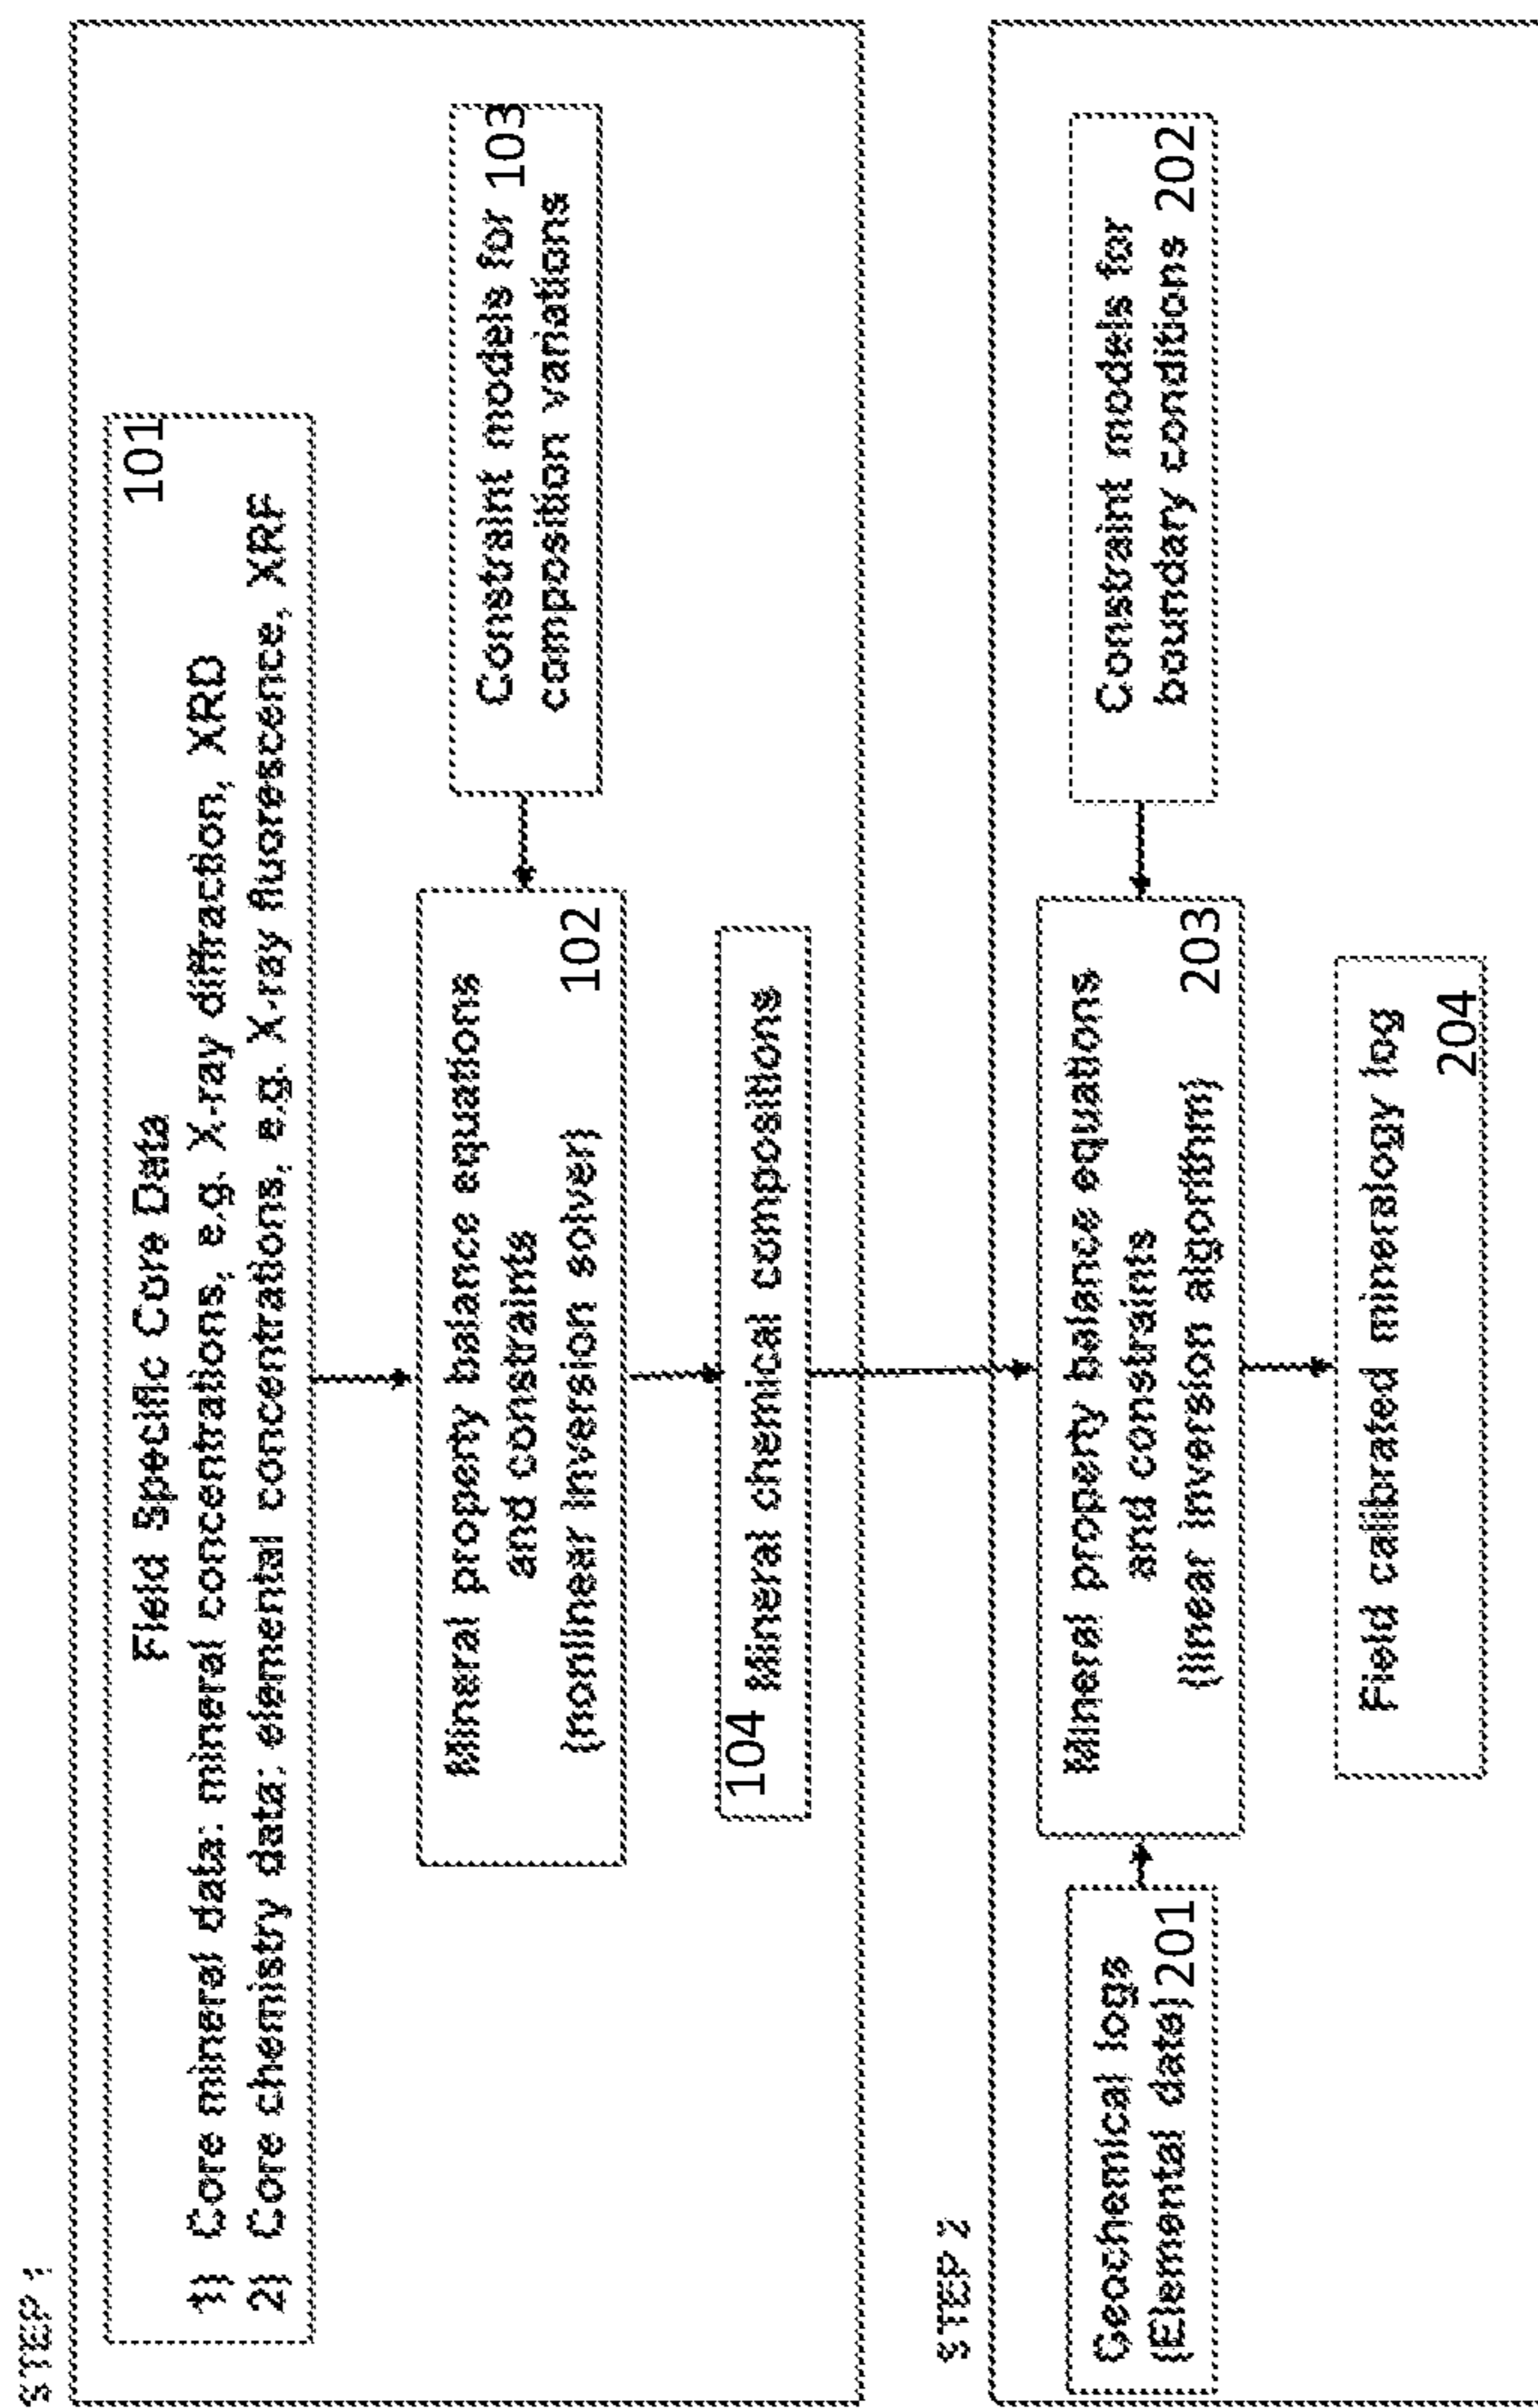 STEP 1
Field Specific Core Data
101
1) Core mineral data: mineral concentrations, e.g. X-ray diffraction, XRD
2) Core chemistry data: elemental concentrations, e.g. X-ray fluorescence, XRF
Mineral property balance equations
and constraints
(nonlinear inversion solver) 102
Constraint models for 103
composition variations
104 Mineral chemical compositions
STEP 2
Geochemical logs
(Elemental data) 201
Mineral property balance equations
and constraints
(linear inversion algorithm) 203
Constraint models for
boundary conditions 202
Field calibrated mineralogy log
204